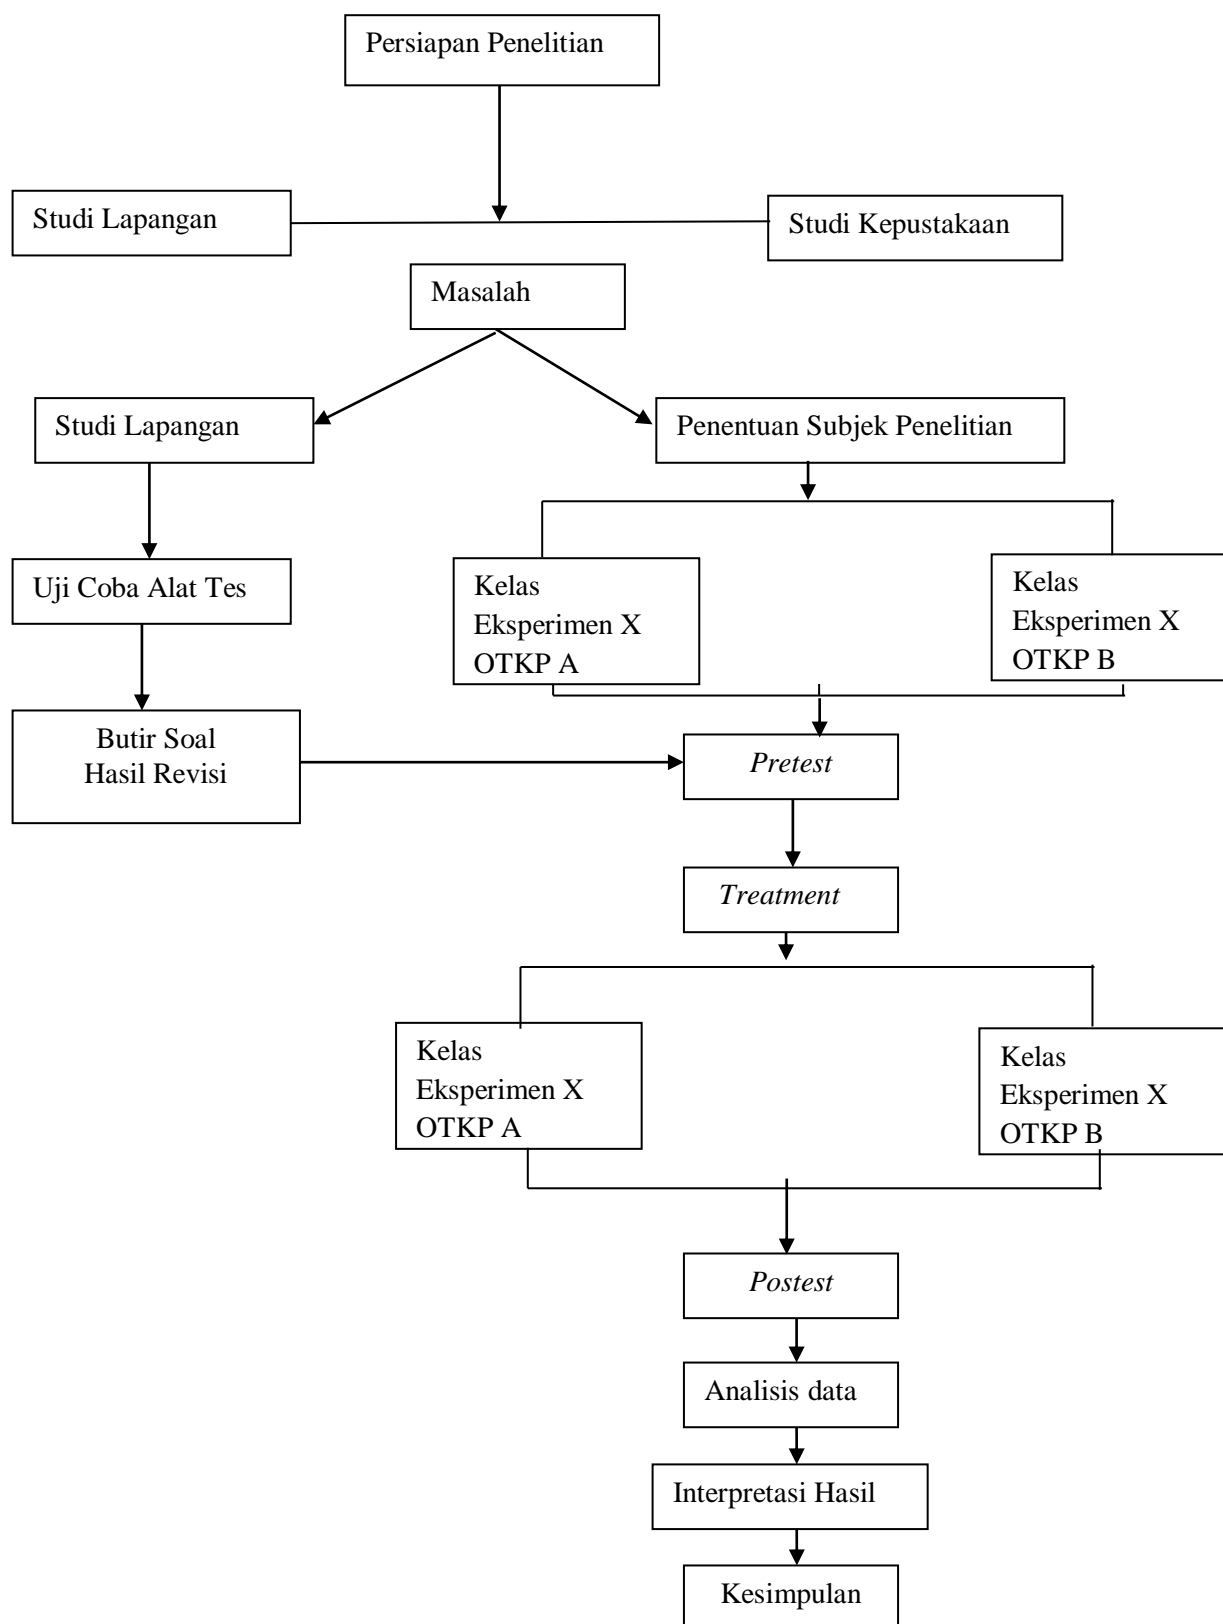 Persiapan Penelitian
Studi Lapangan
Studi Kepustakaan
Masalah
Studi Lapangan
Penentuan Subjek Penelitian
Uji Coba Alat Tes
Kelas
Eksperimen X
OTKP A
Kelas
Eksperimen X
OTKP B
Butir Soal
Hasil Revisi
Pretest
Treatment
Kelas
Eksperimen X
OTKP A
Kelas
Eksperimen X
OTKP B
Postest
Analisis data
Interpretasi Hasil
Kesimpulan